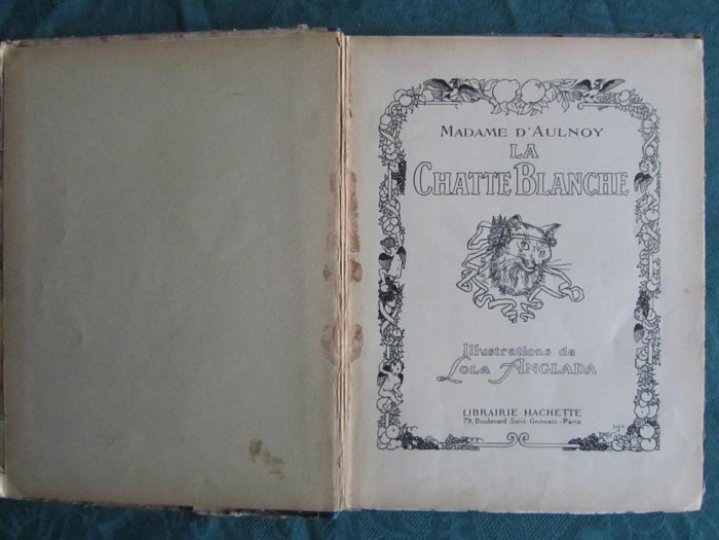 MADAME D'AULNOY
LA
CHATTE BLANCHE
Illustrations de
LOLA ANGLADA
LIBRAIRIE HACHETTE
79, Boulevard Saint-Germain - Paris